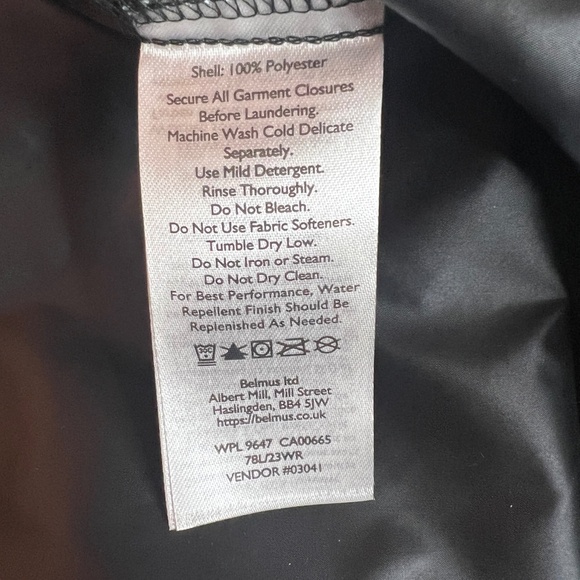 Shell: 100% Polyester
Secure All Garment Closures
Before Laundering.
Machine Wash Cold Delicate
Separately.
Use Mild Detergent.
Rinse Thoroughly.
Do Not Bleach.
Do Not Use Fabric Softeners.
Tumble Dry Low.
Do Not Iron or Steam.
Do Not Dry Clean.
For Best Performance, Water
Repellent Finish Should Be
Replenished As Needed.
Belmus ltd
Albert Mill, Mill Street
Haslingden, BB4 5JW
https://belmus.co.uk
WPL 9647 CA00665
78L/23WR
VENDOR #03041